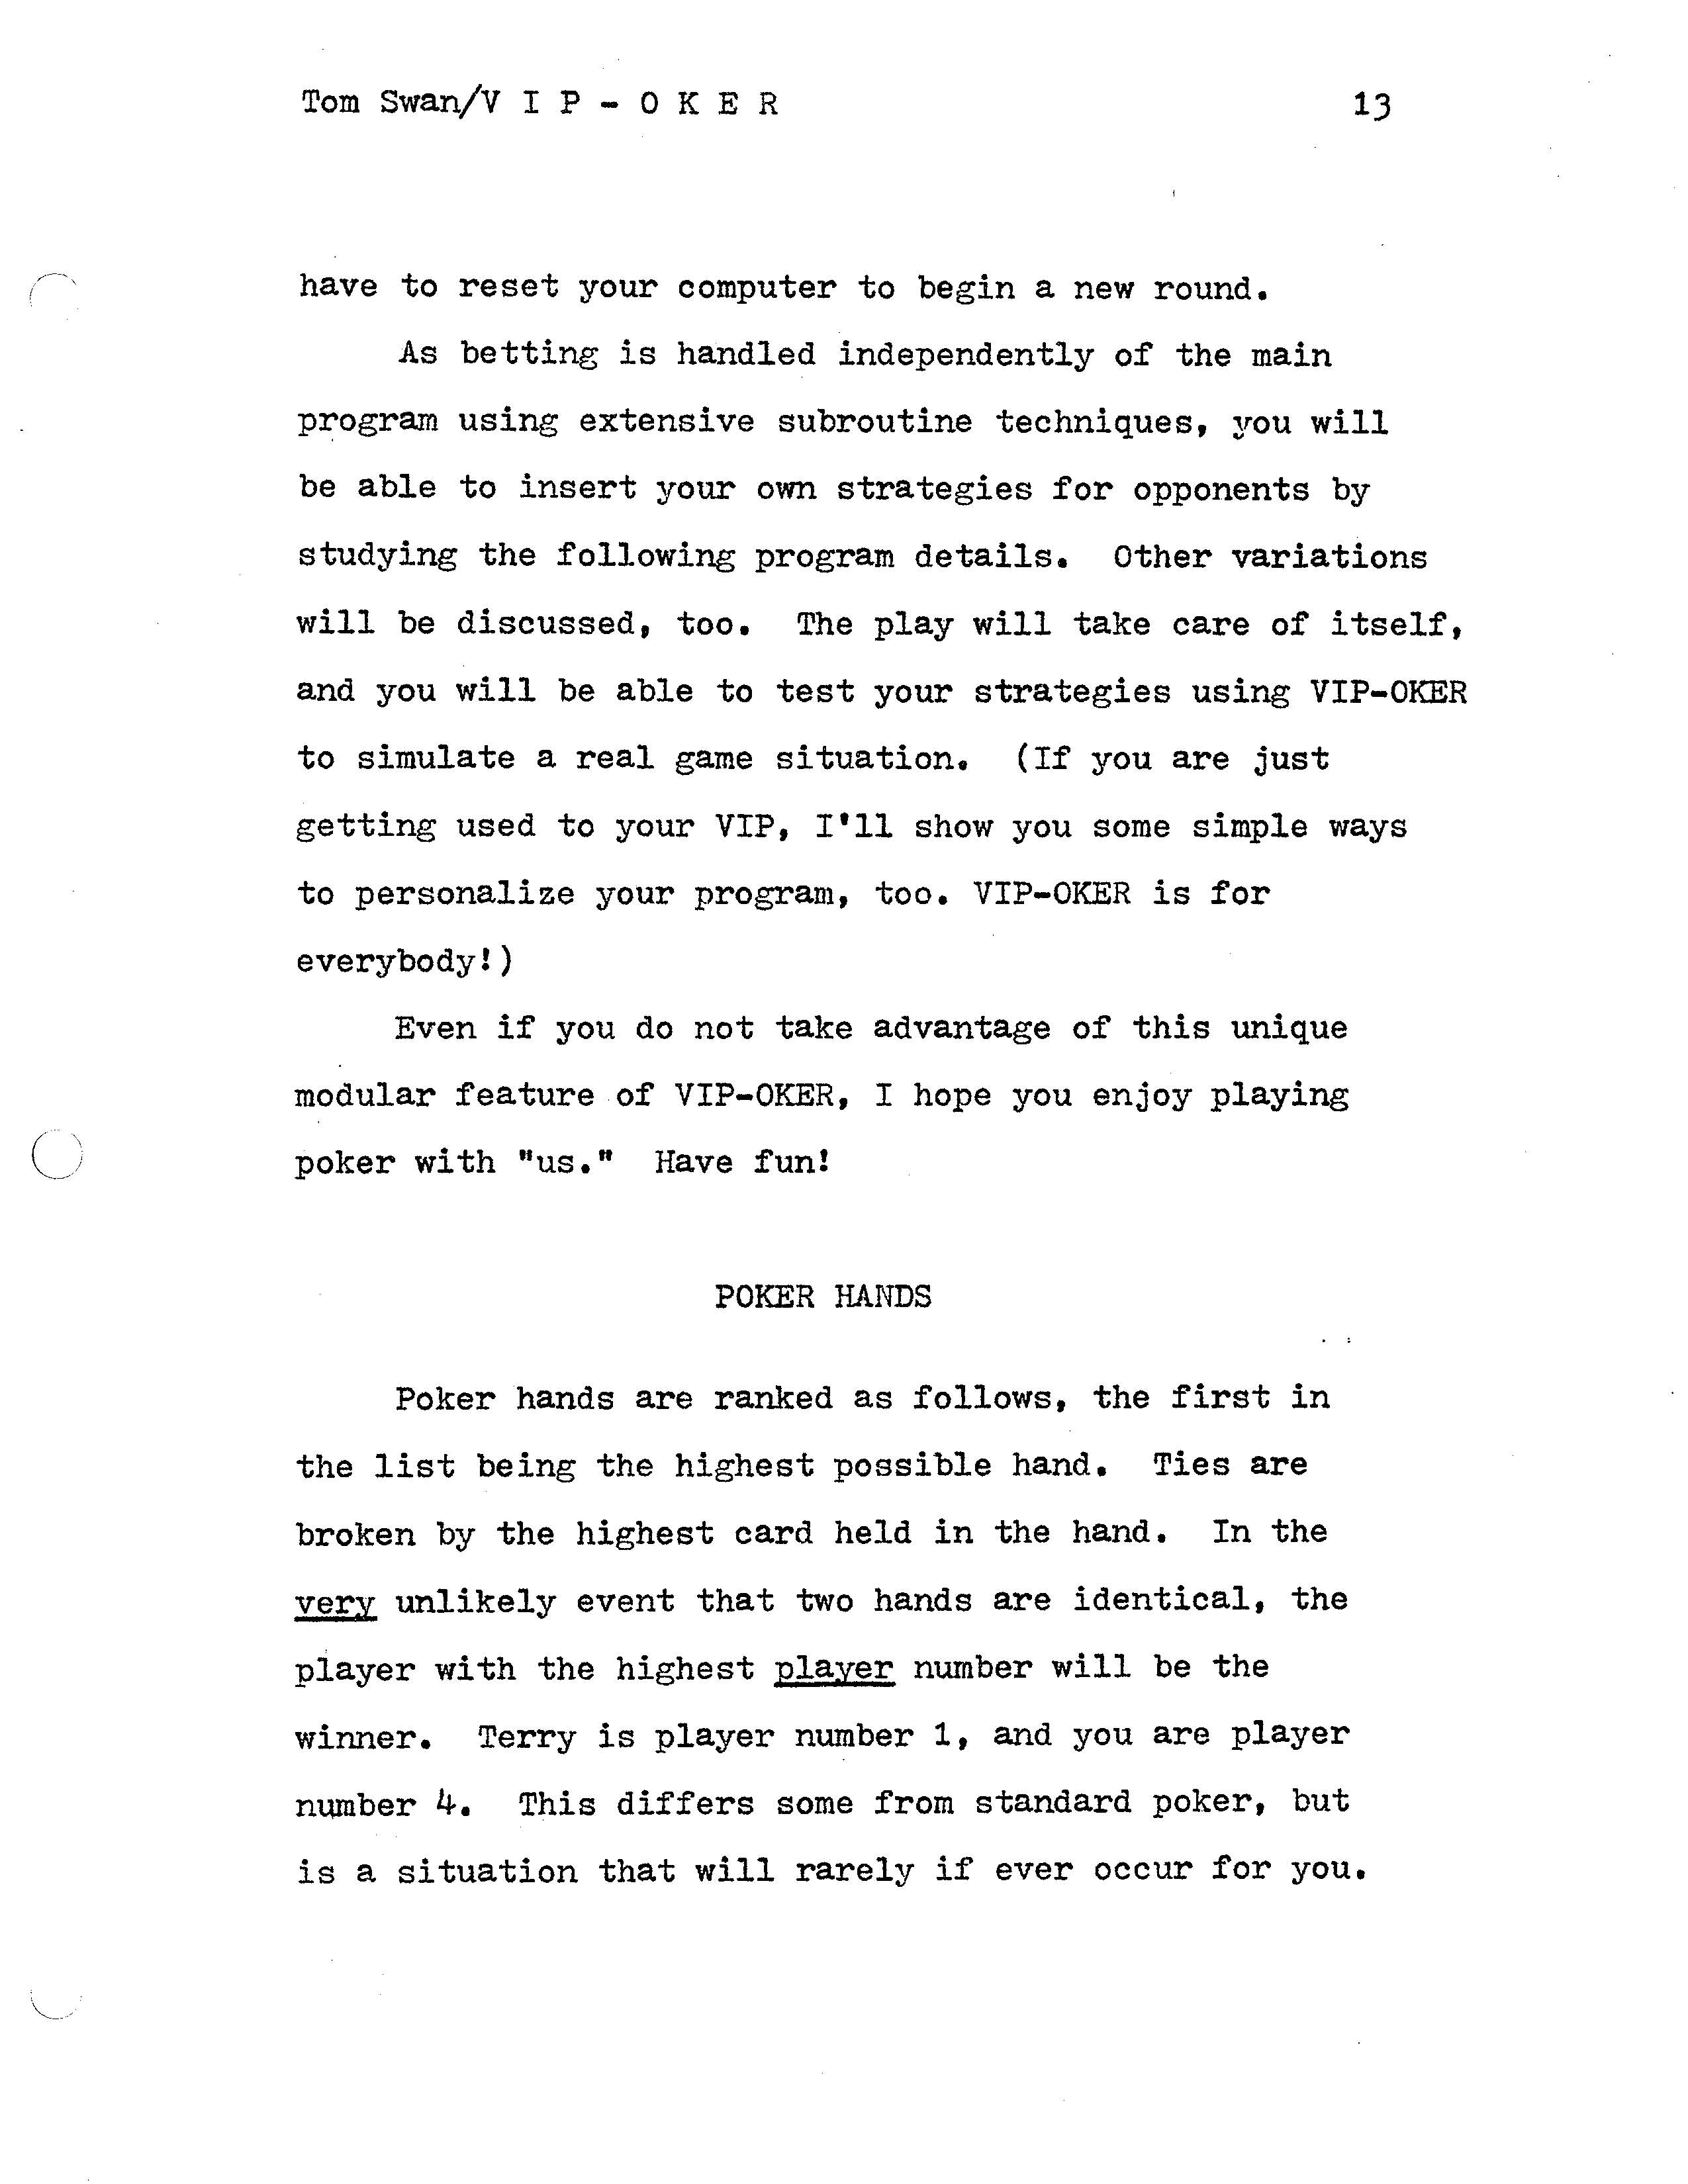 Tom Swan/V I P - O K E R 13
have to reset your computer to begin a new round.
As betting is handled independently of the main
program using extensive subroutine techniques, you will
be able to insert your own strategies for opponents by
studying the following program details.  Other variations
will be discussed, too.  The play will take care of itself,
and you will be able to test your strategies using VIP-OKER
to simulate a real game situation.  (If you are just
getting used to your VIP, I'll show you some simple ways
to personalize your program, too. VIP-OKER is for
everybody!)
Even if you do not take advantage of this unique
modular feature of VIP-OKER, I hope you enjoy playing
poker with "us."  Have fun!
POKER HANDS
Poker hands are ranked as follows, the first in
the list being the highest possible hand.  Ties are
broken by the highest card held in the hand.  In the
very unlikely event that two hands are identical, the
player with the highest player number will be the
winner.  Terry is player number 1, and you are player
number 4.  This differs some from standard poker, but
is a situation that will rarely if ever occur for you.